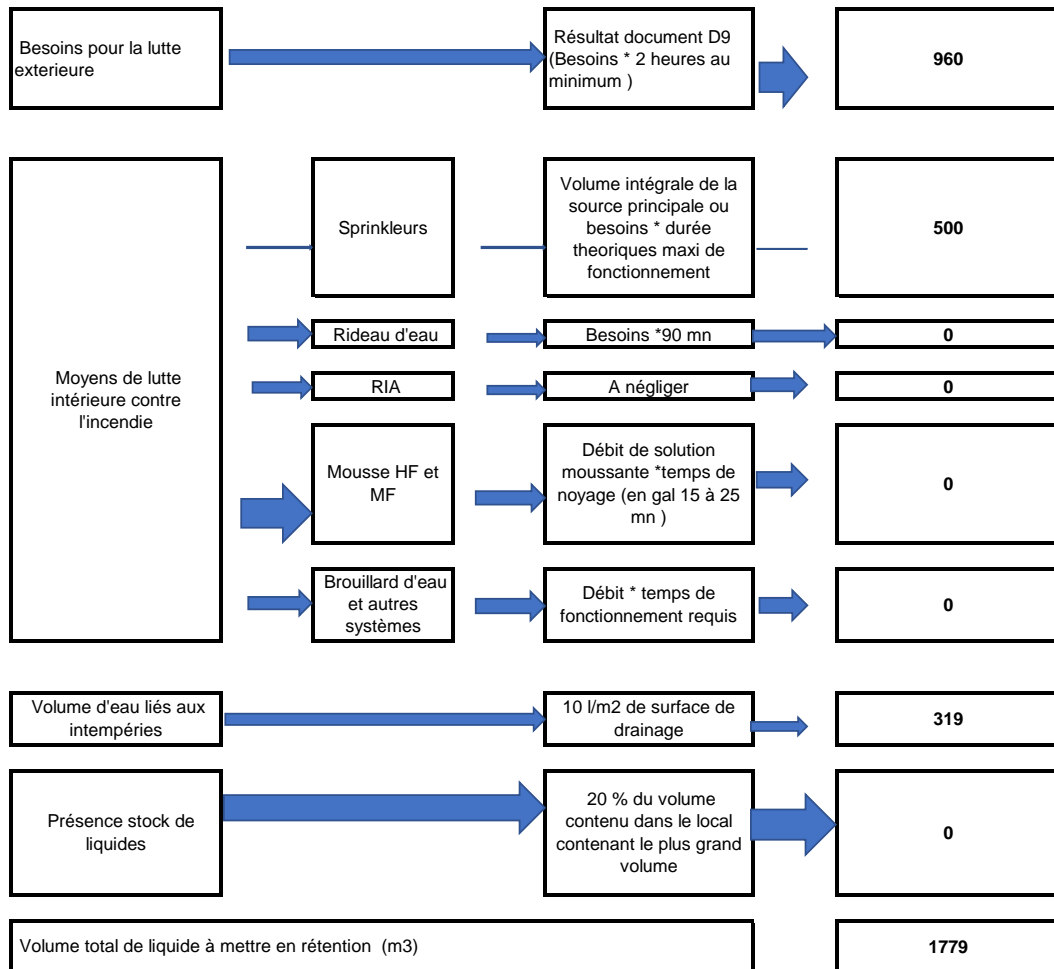 Besoins pour la lutte
exterieure
Résultat document D9
(Besoins * 2 heures au
minimum )
960
Moyens de lutte
intérieure contre
l'incendie
Sprinkleurs
Volume intégrale de la
source principale ou
besoins * durée
theoriques maxi de
fonctionnement
500
Rideau d'eau
Besoins *90 mn
0
RIA
A négliger
0
Mousse HF et
MF
Débit de solution
moussante *temps de
noyage (en gal 15 à 25
mn )
0
Brouillard d'eau
et autres
systèmes
Débit * temps de
fonctionnement requis
0
Volume d'eau liés aux
intempéries
10 l/m2 de surface de
drainage
319
Présence stock de
liquides
20 % du volume
contenu dans le local
contenant le plus grand
volume
0
Volume total de liquide à mettre en rétention (m3)
1779